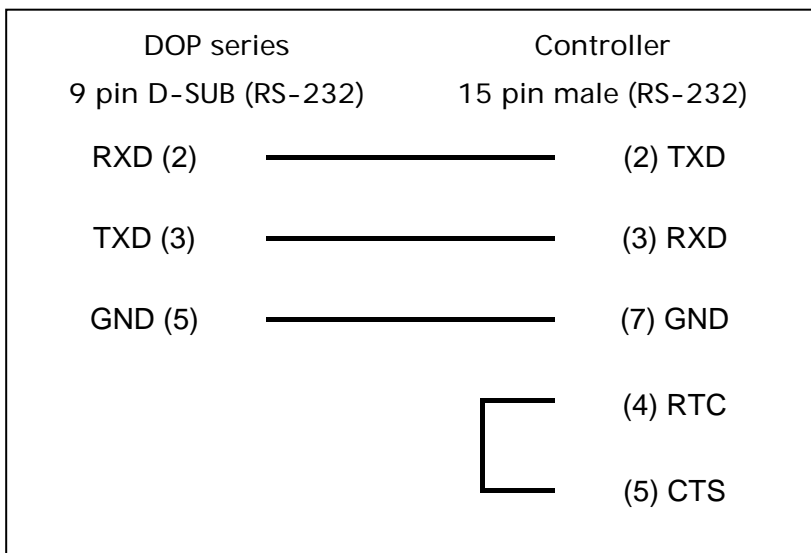 DOP series Controller
9 pin D-SUB (RS-232) 15 pin male (RS-232)
RXD (2) (2) TXD
TXD (3) (3) RXD
GND (5) (7) GND
(4) RTC
(5) CTS